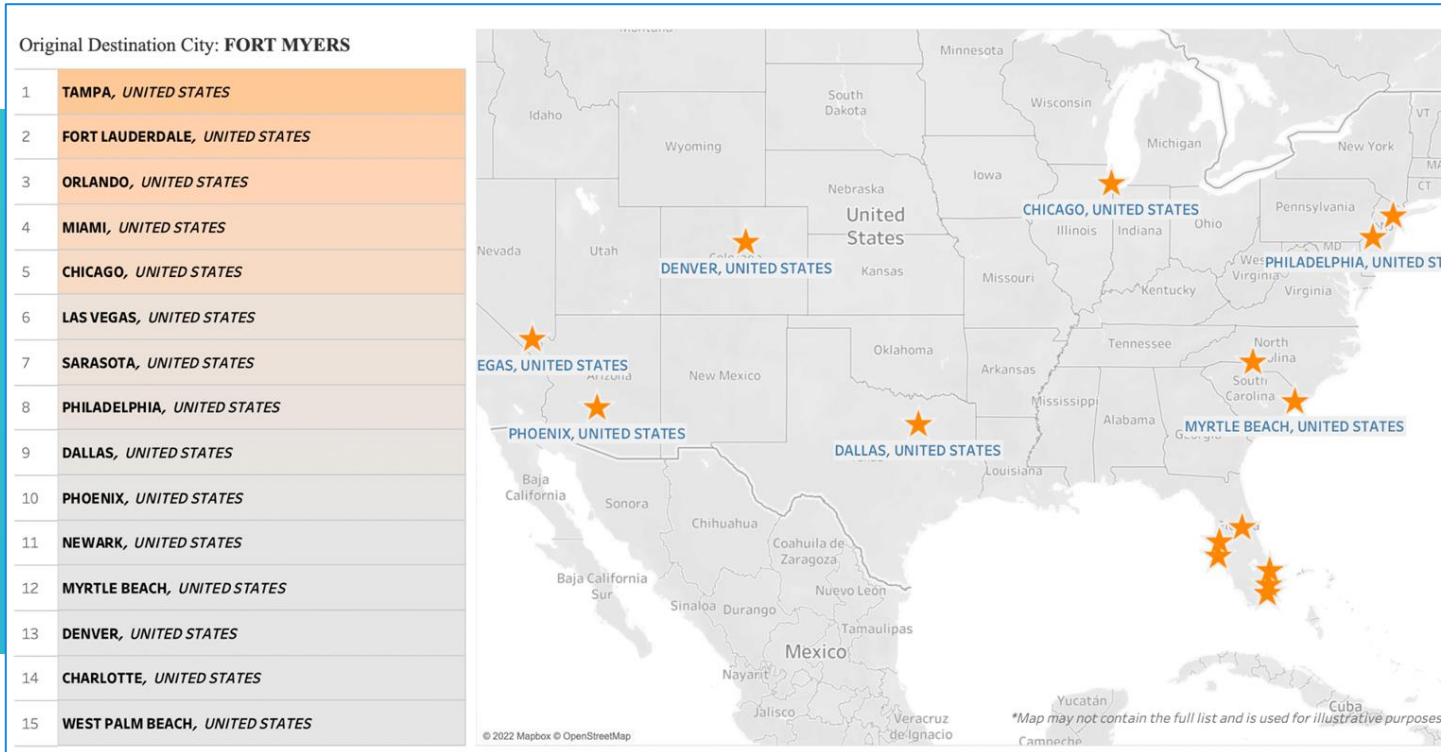 Original Destination City: FORT MYERS
1 TAMPA, UNITED STATES
2 FORT LAUDERDALE, UNITED STATES
3 ORLANDO, UNITED STATES
4 MIAMI, UNITED STATES
5 CHICAGO, UNITED STATES
6 LAS VEGAS, UNITED STATES
7 SARASOTA, UNITED STATES
8 PHILADELPHIA, UNITED STATES
9 DALLAS, UNITED STATES
10 PHOENIX, UNITED STATES
11 NEWARK, UNITED STATES
12 MYRTLE BEACH, UNITED STATES
13 DENVER, UNITED STATES
14 CHARLOTTE, UNITED STATES
15 WEST PALM BEACH, UNITED STATES
Minnesota
South
Dakota
Wisconsin
Idaho
Michigan
VT
Wyoming
New York
MA
Iowa
CT
Nebraska
CHICAGO, UNITED STATES
Pennsylvania
United
States
Illinois
Indiana
Ohio
Nevada
Utah
MD
DENVER, UNITED STATES
Kansas
PHILADELPHIA, UNITED ST
Virginia
Missouri
Kentucky
Virginia
Tennessee
North
Oklahoma
EGAS, UNITED STATES
New Mexico
Arkansas
Arizona
South
Carolina
Mississippi
Alabama
PHOENIX, UNITED STATES
MYRTLE BEACH, UNITED STATES
Georgia
DALLAS, UNITED STATES
Louisiana
Baja
California
Sonora
Chihuahua
Coahuila de
Zaragoza
Baja California
Sur
Nuevo León
Sinaloa
Durango
Tamaulipas
Mexico
Nayarit
Yucatán
Jalisco
Cuba
Veracruz
de Ignacio
*Map may not contain the full list and is used for illustrative purposes
Campeche
© 2022 Mapbox © OpenStreetMap